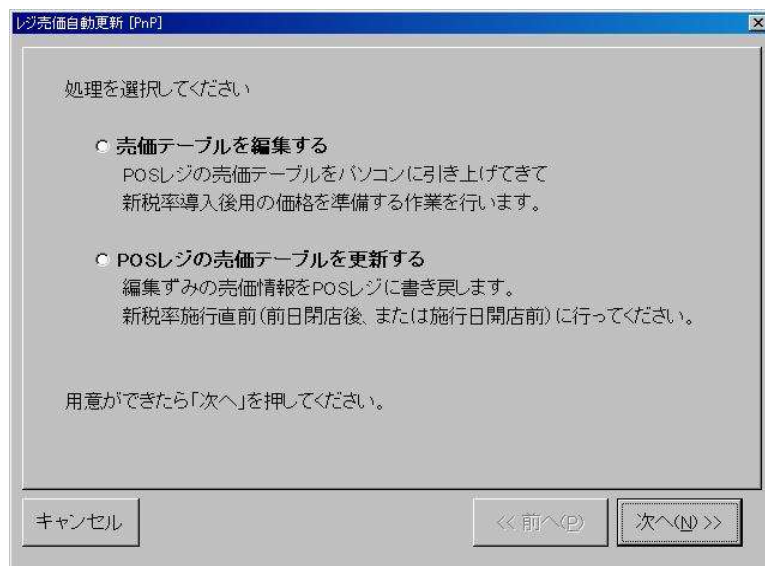 レジ売価自動更新 [PnP]
処理を選択してください
売価テーブルを編集する
POSレジの売価テーブルをパソコンに引き上げてきて
新税率導入後用の価格を準備する作業を行います。
POSレジの売価テーブルを更新する
編集ずみの売価情報をPOSレジに書き戻します。
新税率施行直前(前日閉店後、または施行日開店前)に行ってください。
用意ができたら「次へ」を押してください。
キャンセル
<< 前へ(P)
次へ(N) >>